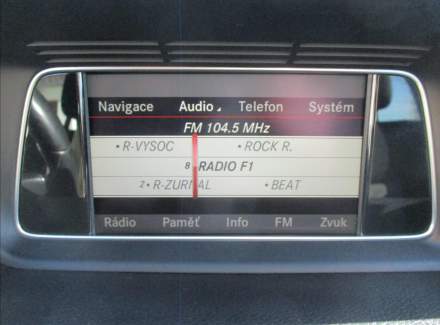 Navigace Audio Telefon Systém
FM 104.5 MHz
• R-VYSOC • ROCK R.
8 RADIO F1
2 • R-ZURNAL • BEAT
Rádio Paměť Info FM Zvuk